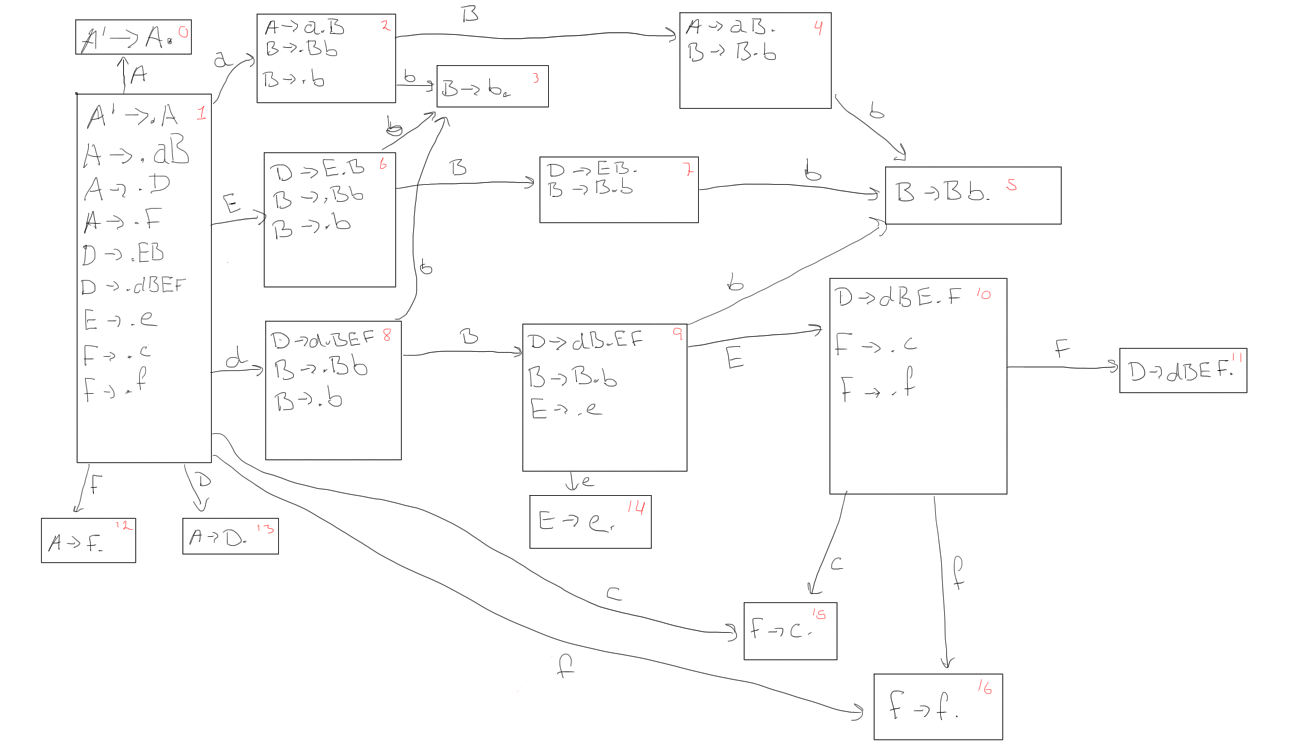 A' → A. 0
A
a
A' → .A 1
A → .aB
A → .D
A → .F
D → .EB
D → .dBEF
E → .e
F → .c
F → .f
A → a.B 2
B → .Bb
B → .b
B
b
B → b. 3
A → aB. 4
B → B.b
b
E
D → E.B 6
B → .Bb
B → .b
b
B
D → EB. 7
B → B.b
b
B → Bb. 5
d
D → d.BEF 8
B → .Bb
B → .b
b
B
D → dB.EF 9
B → B.b
E → .e
b
E
D → dBE.F 10
F → .c
F → .f
F
D → dBEF. 11
F
D
A → F. 12
A → D. 13
e
E → e. 14
c
f
c
f
F → c. 15
F → f. 16